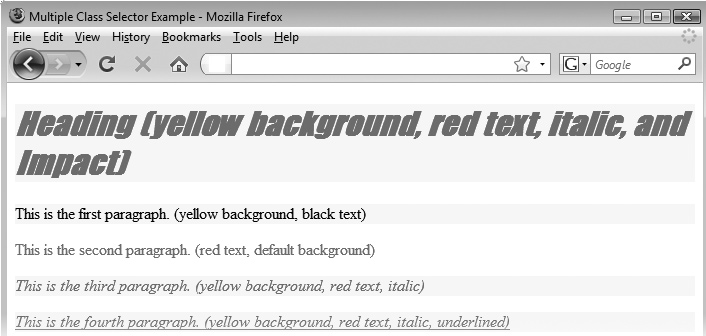 Multiple Class Selector Example - Mozilla Firefox
File Edit View History Bookmarks Tools Help
G Google
Heading (yellow background, red text, italic, and
Impact)
This is the first paragraph. (yellow background, black text)
This is the second paragraph. (red text, default background)
This is the third paragraph. (yellow background, red text, italic)
This is the fourth paragraph. (yellow background, red text, italic, underlined)